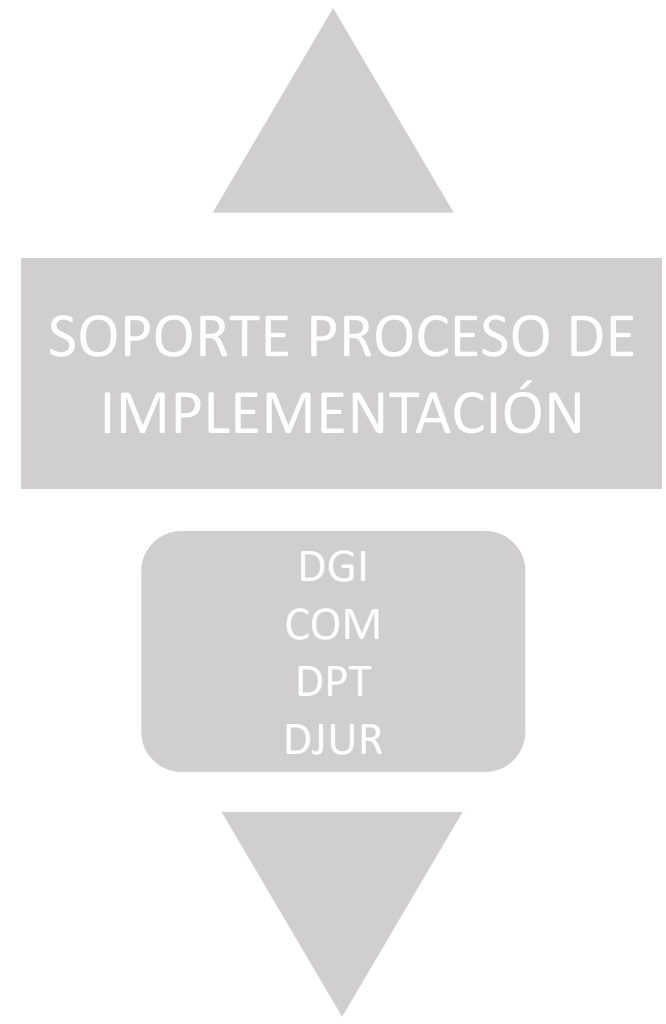 SOPORTE PROCESO DE
IMPLEMENTACIÓN
DGI
COM
DPT
DJUR